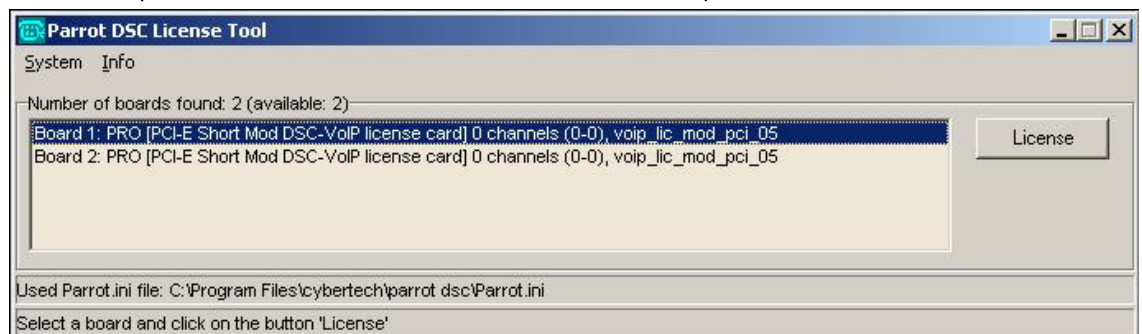 Parrot DSC License Tool
System Info
Number of boards found: 2 (available: 2)
Board 1: PRO [PCI-E Short Mod DSC-VoIP license card] 0 channels (0-0), voip_lic_mod_pci_05
License
Board 2: PRO [PCI-E Short Mod DSC-VoIP license card] 0 channels (0-0), voip_lic_mod_pci_05
Used Parrot.ini file: C:\Program Files\cybertech\parrot dsc\Parrot.ini
Select a board and click on the button 'License'